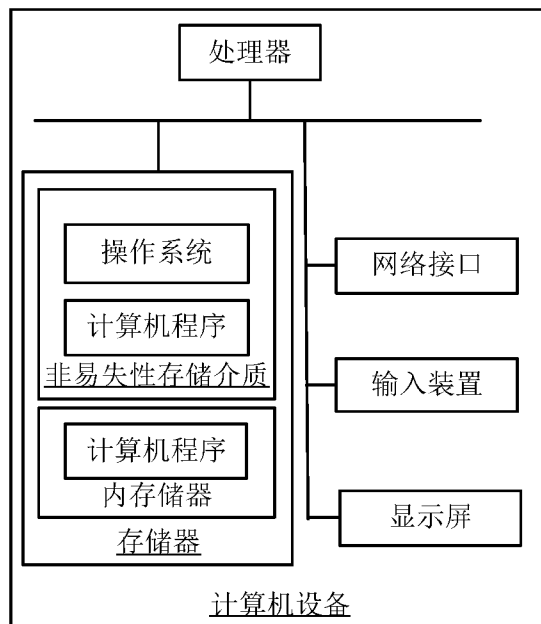 处理器
操作系统
计算机程序
非易失性存储介质
计算机程序
内存储器
存储器
网络接口
输入装置
显示屏
计算机设备